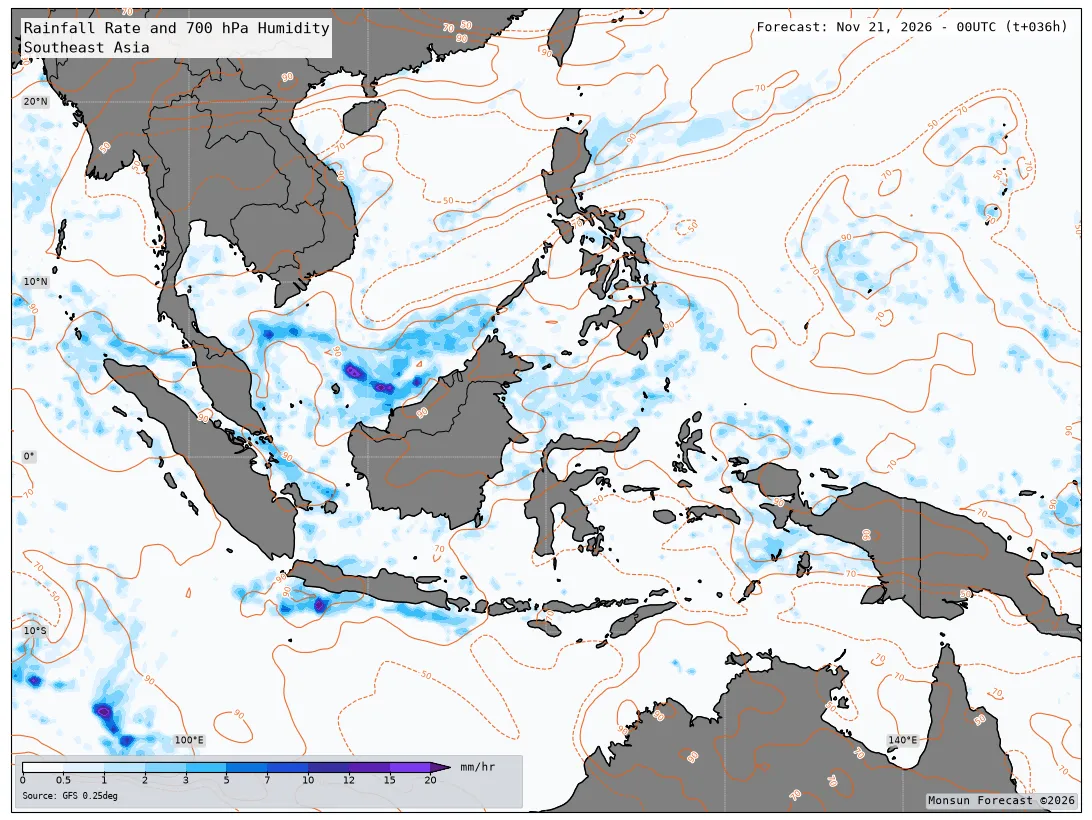 Rainfall Rate and 700 hPa Humidity
Southeast Asia
Forecast: Nov 21, 2026 - 00UTC (t+036h)
20°N
10°N
0°
10°S
100°E
140°E
0 0.5 1 2 3 5 7 10 12 15 20 mm/hr
Source: GFS 0.25deg
Monsun Forecast ©2026